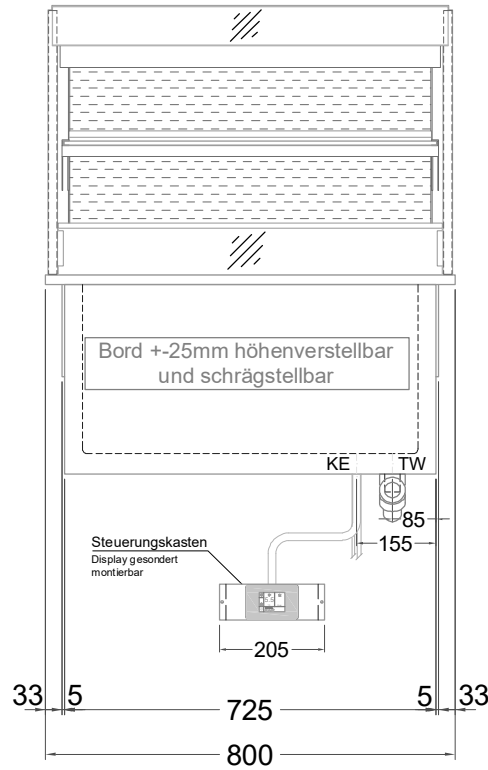 Bord +-25mm höhenverstellbar
und schrägstellbar
KE TW
85
155
Steuerungskasten
Display gesondert
montierbar
205
33 5 725 5 33
800